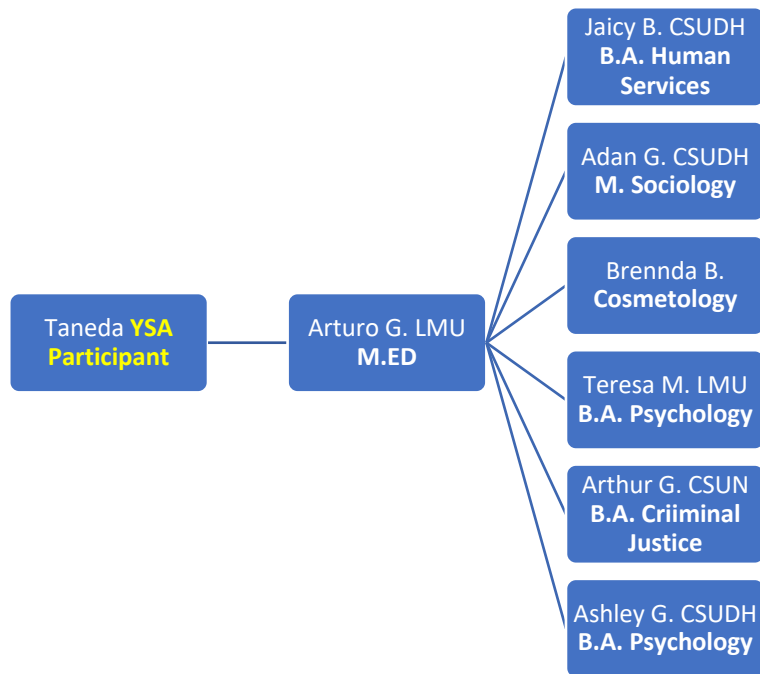 Taneda YSA
Participant
Arturo G. LMU
M.ED
Jaicy B. CSUDH
B.A. Human
Services
Adan G. CSUDH
M. Sociology
Brennda B.
Cosmetology
Teresa M. LMU
B.A. Psychology
Arthur G. CSUN
B.A. Criiminal
Justice
Ashley G. CSUDH
B.A. Psychology